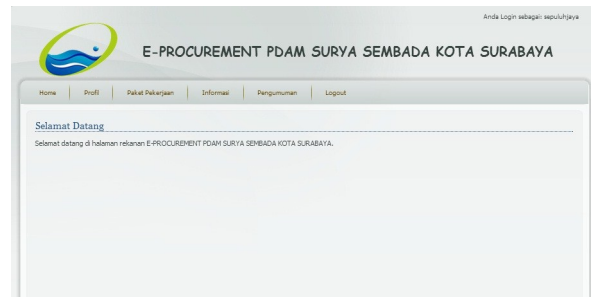 Anda Login sebagai: sepuluhjaya
E-PROCUREMENT PDAM SURYA SEMBADA KOTA SURABAYA
Home Profil Paket Pekerjaan Informasi Pengumuman Logout
Selamat Datang
Selamat datang di halaman rekanan E-PROCUREMENT PDAM SURYA SEMBADA KOTA SURABAYA.